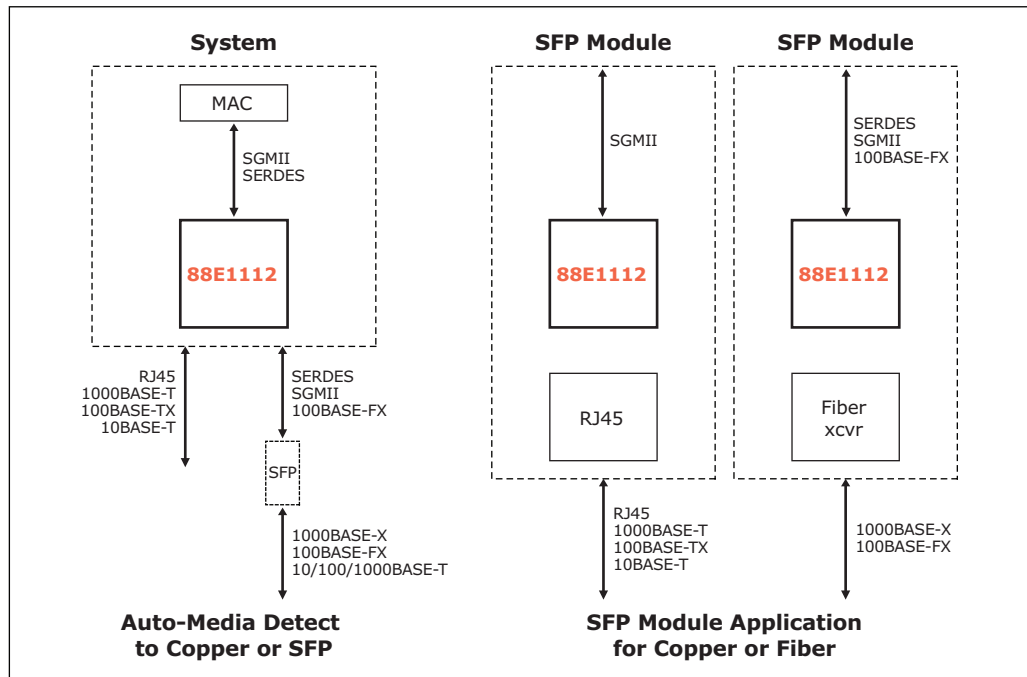 System
MAC
SGMII
SERDES
88E1112
RJ45
1000BASE-T
100BASE-TX
10BASE-T
SERDES
SGMII
100BASE-FX
SFP
1000BASE-X
100BASE-FX
10/100/1000BASE-T
Auto-Media Detect
to Copper or SFP
SFP Module
SGMII
88E1112
RJ45
RJ45
1000BASE-T
100BASE-TX
10BASE-T
SFP Module
SERDES
SGMII
100BASE-FX
88E1112
Fiber
xcvr
1000BASE-X
100BASE-FX
SFP Module Application
for Copper or Fiber